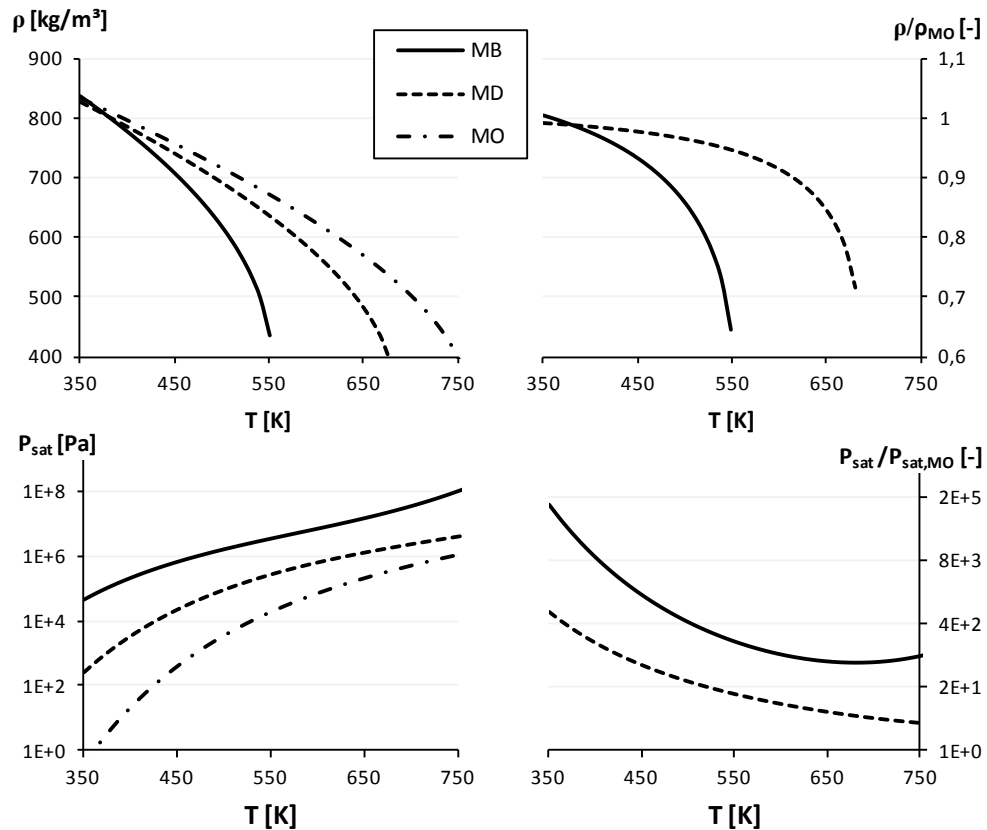 ρ [kg/m³]
ρ/ρMO [-]
MB
MD
MO
900
800
700
600
500
400
350
450
550
650
750
T [K]
1,1
1
0,9
0,8
0,7
0,6
350
450
550
650
750
T [K]
Psat [Pa]
Psat /Psat,MO [-]
1E+8
1E+6
1E+4
1E+2
1E+0
350
450
550
650
750
T [K]
2E+5
8E+3
4E+2
2E+1
1E+0
350
450
550
650
750
T [K]